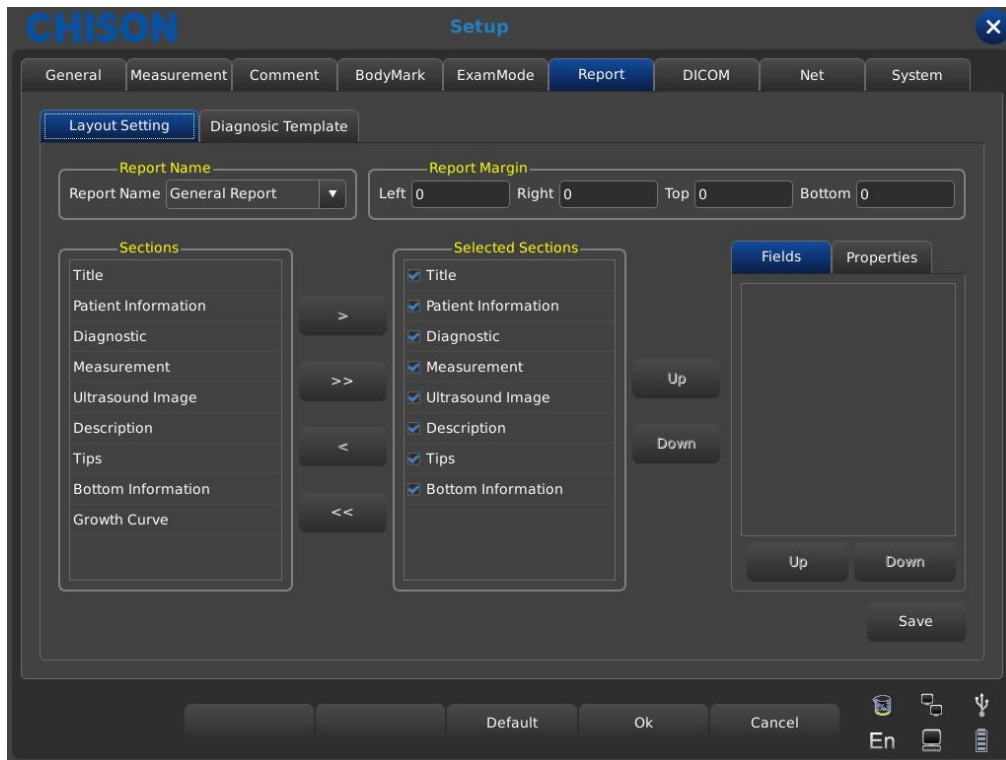 CHISON Setup
General Measurement Comment BodyMark ExamMode Report DICOM Net System
Layout Setting Diagnosic Template
Report Name
Report Name General Report
Report Margin
Left 0 Right 0 Top 0 Bottom 0
Sections
Title
Patient Information
Diagnostic
Measurement
Ultrasound Image
Description
Tips
Bottom Information
Growth Curve
>
>>
<
<<
Selected Sections
Title
Patient Information
Diagnostic
Measurement
Ultrasound Image
Description
Tips
Bottom Information
Up
Down
Fields Properties
Up Down
Save
Default Ok Cancel
En